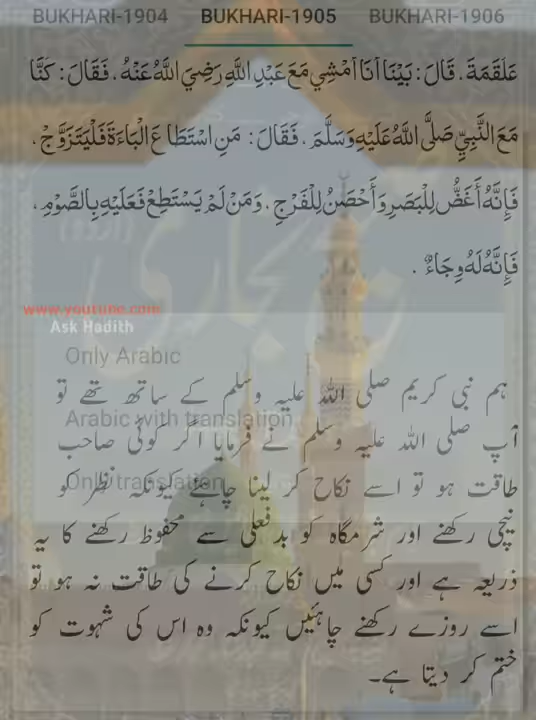 BUKHARI-1904 BUKHARI-1905 BUKHARI-1906
عَلْقَمَةَ، قَالَ: بَيْنَا أَنَا أَمْشِي مَعَ عَبْدِ اللَّهِ رَضِيَ اللَّهُ عَنْهُ، فَقَالَ: كُنَّا
مَعَ النَّبِيِّ صَلَّى اللَّهُ عَلَيْهِ وَسَلَّمَ، فَقَالَ: مَنِ اسْتَطَاعَ الْبَاءَةَ فَلْيَتَزَوَّجْ،
فَإِنَّهُ أَغَضُّ لِلْبَصَرِ وَأَحْصَنُ لِلْفَرْجِ، وَمَنْ لَمْ يَسْتَطِعْ فَعَلَيْهِ بِالصَّوْمِ،
فَإِنَّهُ لَهُ وِجَاءٌ .
www.youtube.com
Ask Hadith
Only Arabic
ہم نبی کریم صلی اللہ علیہ وسلم کے ساتھ تھے تو
Arabic with translation
آپ صلی اللہ علیہ وسلم نے فرمایا اگر کوئی صاحب
Only translation
طاقت ہو تو اسے نکاح کر لینا چاہئے کیونکہ نظر کو
نیچی رکھنے اور شرمگاہ کو بدفعلی سے محفوظ رکھنے کا یہ
ذریعہ ہے اور کسی میں نکاح کرنے کی طاقت نہ ہو تو
اسے روزے رکھنے چاہئیں کیونکہ وہ اس کی شہوت کو
ختم کر دیتا ہے۔